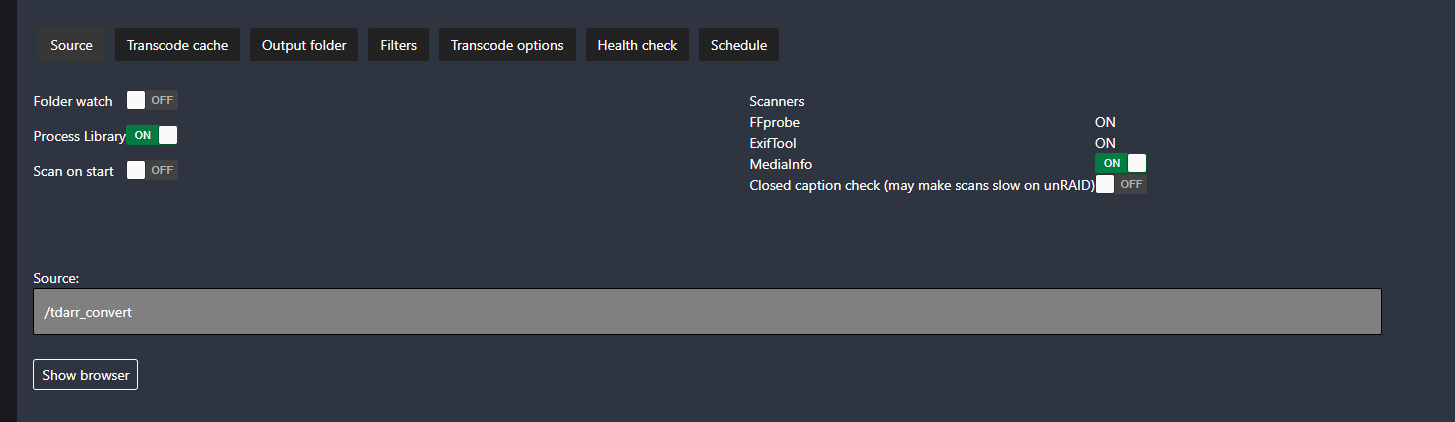 Source Transcode cache Output folder Filters Transcode options Health check Schedule
Folder watch OFF
Process Library ON
Scan on start OFF
Scanners
FFprobe ON
ExifTool ON
MediaInfo ON
Closed caption check (may make scans slow on unRAID) OFF
Source:
/tdarr_convert
Show browser